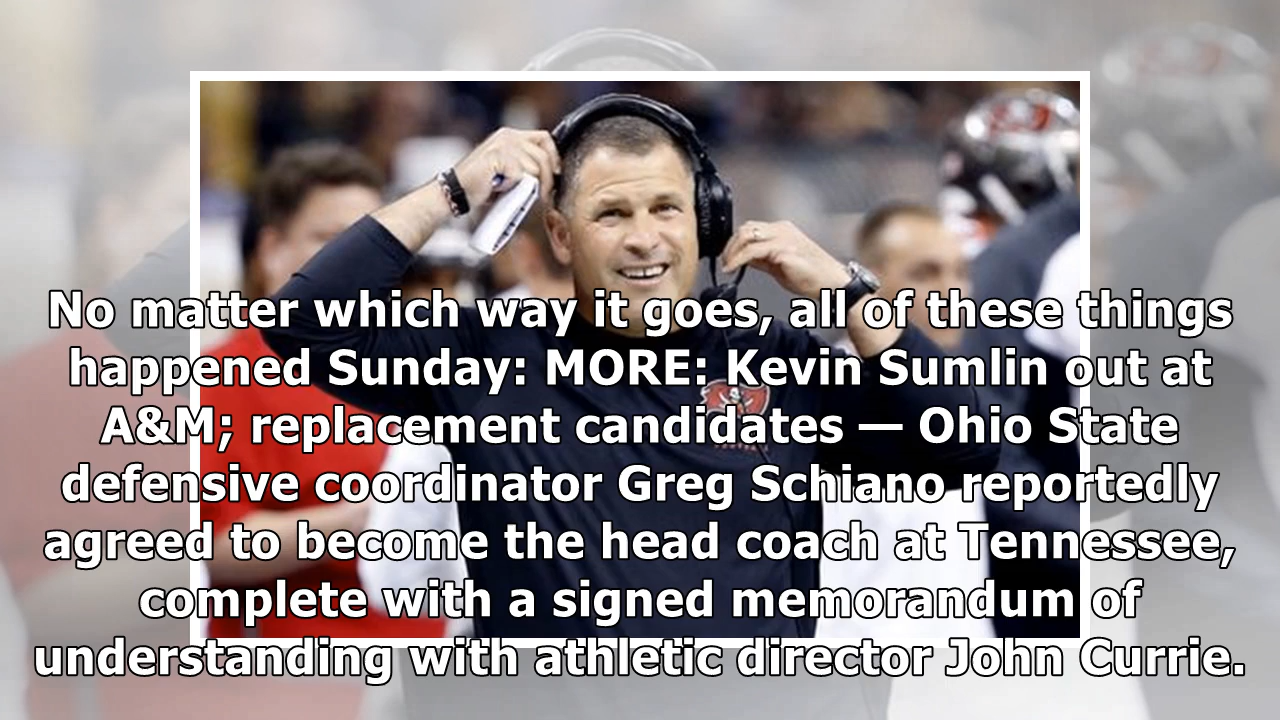 No matter which way it goes, all of these things
happened Sunday: MORE: Kevin Sumlin out at
A&M; replacement candidates — Ohio State
defensive coordinator Greg Schiano reportedly
agreed to become the head coach at Tennessee,
complete with a signed memorandum of
understanding with athletic director John Currie.